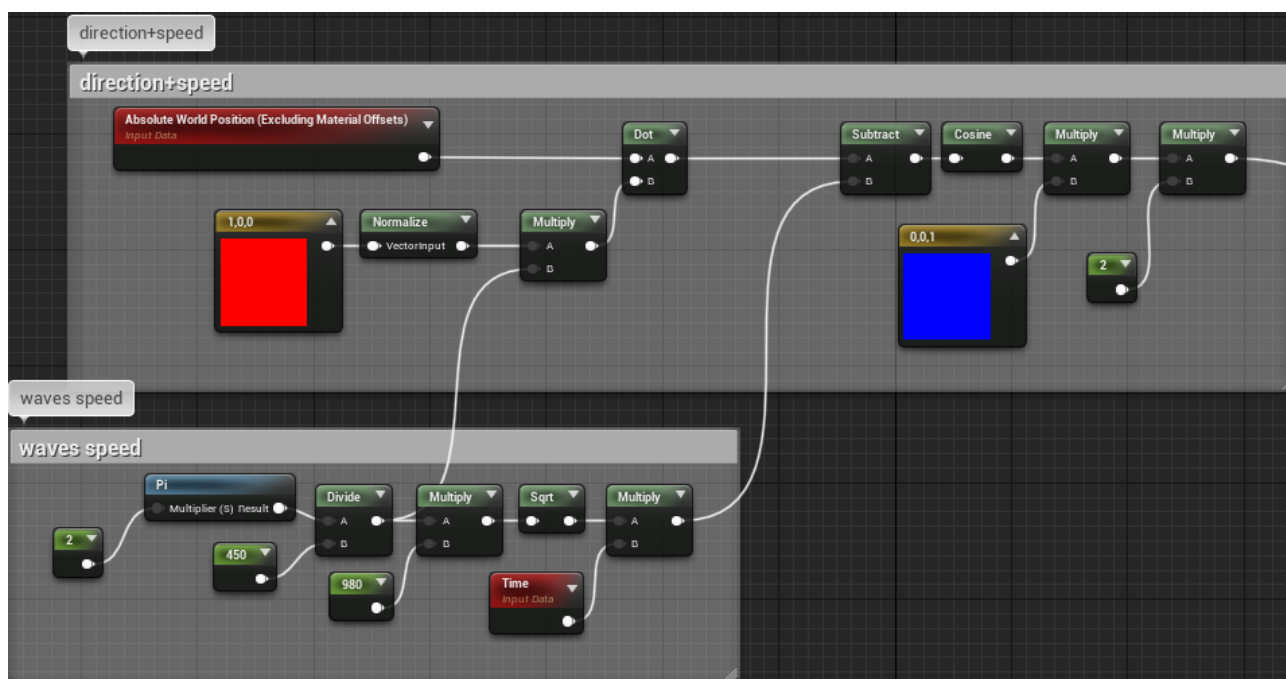 direction+speed
direction+speed
Absolute World Position (Excluding Material Offsets)
Input Data
Dot
A
B
Subtract
A
B
Cosine
Multiply
A
B
Multiply
A
B
1,0,0
Normalize
VectorInput
Multiply
A
B
0,0,1
2
waves speed
waves speed
Pi
Multiplier (S) Result
Divide
A
B
Multiply
A
B
Sqrt
Multiply
A
B
2
450
980
Time
Input Data